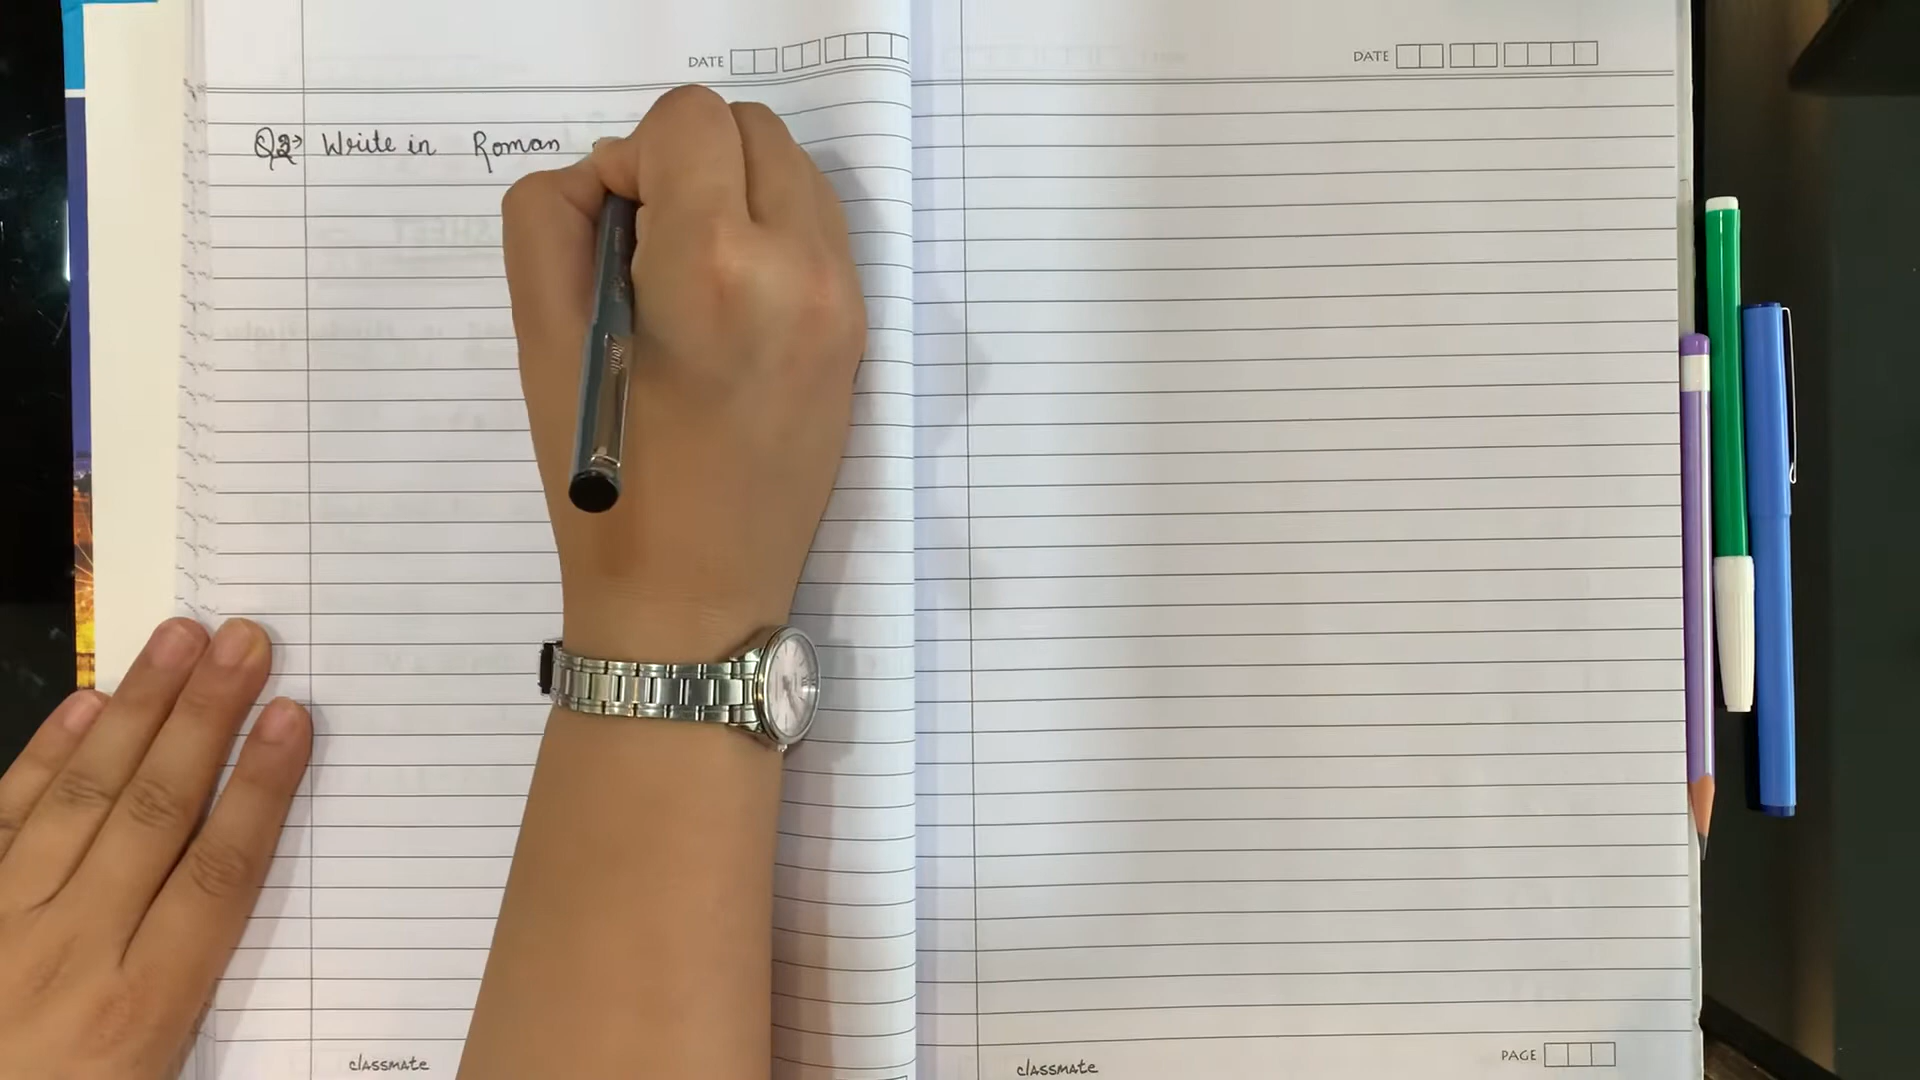 DATE
DATE
Q2→ Write in Roman
classmate
classmate
PAGE